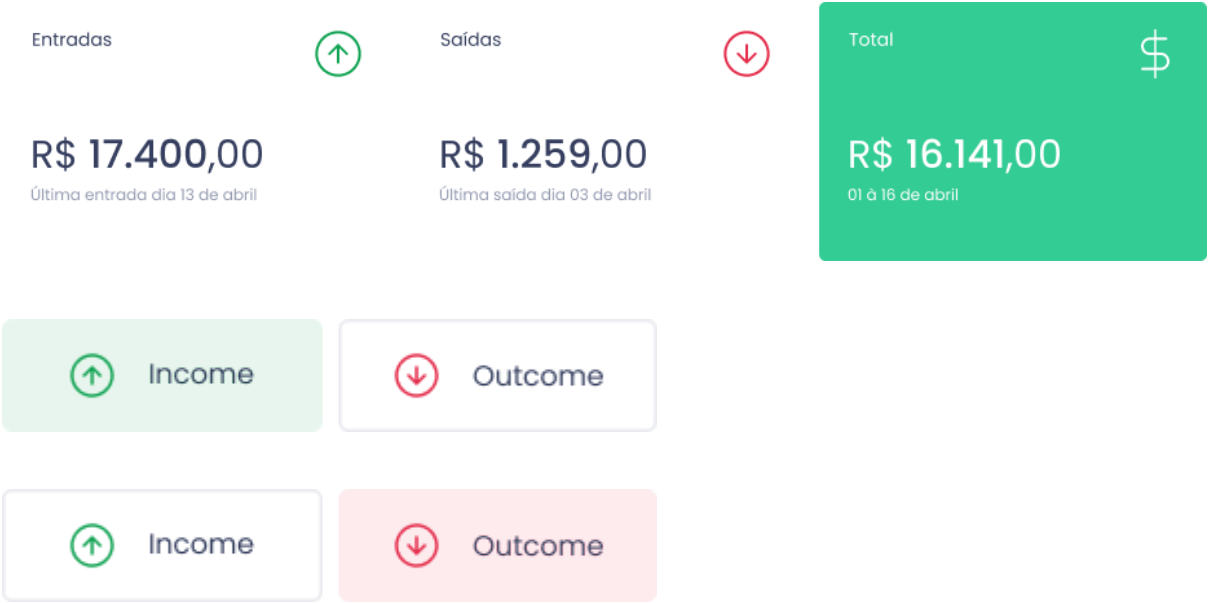 Entradas
R$ 17.400,00
Última entrada dia 13 de abril
Saídas
R$ 1.259,00
Última saída dia 03 de abril
Total
$
R$ 16.141,00
01 à 16 de abril
Income
Outcome
Income
Outcome